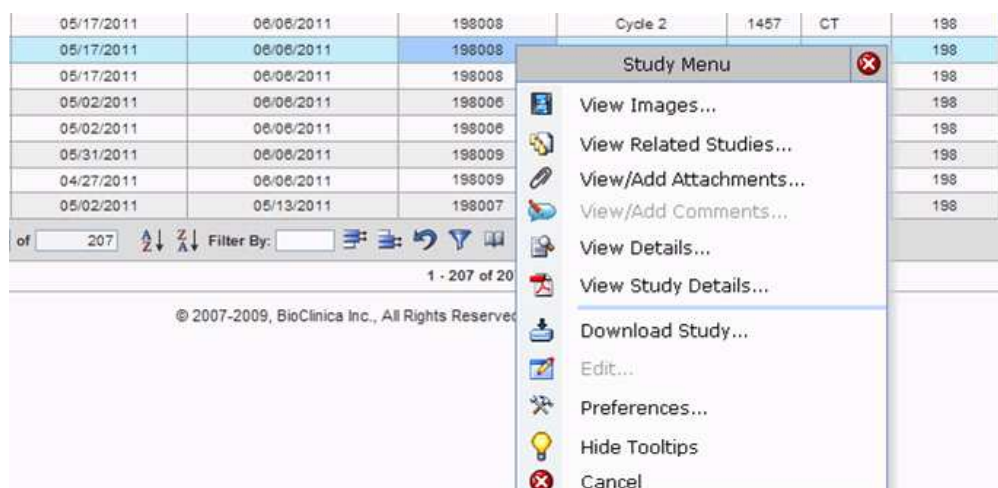 05/17/2011 06/06/2011 198008 Cycle 2 1457 CT 198
05/17/2011 06/06/2011 198008 198
05/17/2011 06/06/2011 198008 198
05/02/2011 06/06/2011 198006 198
05/02/2011 06/06/2011 198006 198
05/31/2011 06/06/2011 198009 198
04/27/2011 06/06/2011 198009 198
05/02/2011 05/13/2011 198007 198
of 207 Filter By:
1 - 207 of 20
© 2007-2009, BioClinica Inc., All Rights Reserved
Study Menu
View Images...
View Related Studies...
View/Add Attachments...
View/Add Comments...
View Details...
View Study Details...
Download Study...
Edit...
Preferences...
Hide Tooltips
Cancel